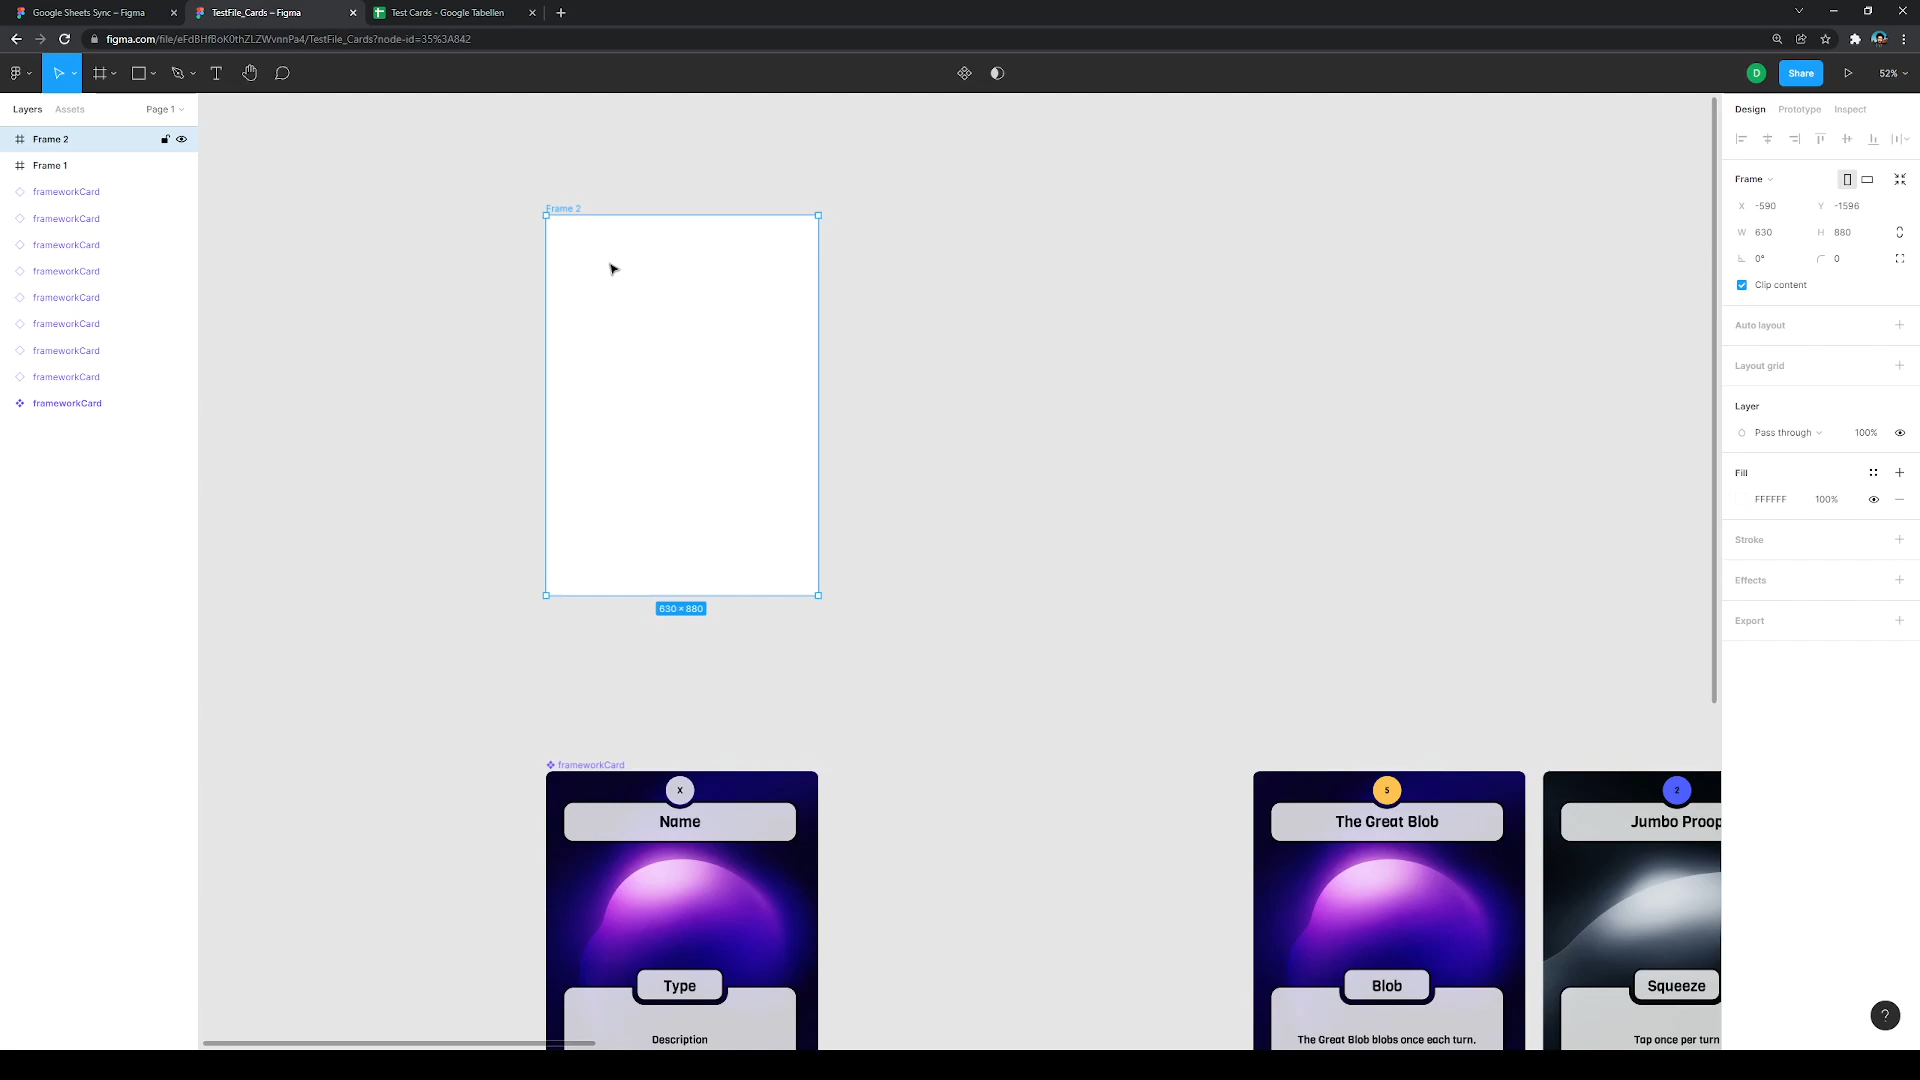 Google Sheets Sync – Figma
TestFile_Cards – Figma
Test Cards - Google Tabellen
figma.com/file/eFdBHfBoK0thZLZWvnnPa4/TestFile_Cards?node-id=35%3A842
D
Share
52%
Layers
Assets
Page 1
Frame 2
Frame 1
frameworkCard
frameworkCard
frameworkCard
frameworkCard
frameworkCard
frameworkCard
frameworkCard
frameworkCard
frameworkCard
Frame 2
630 × 880
frameworkCard
X
Name
Type
Description
5
The Great Blob
Blob
The Great Blob blobs once each turn.
2
Jumbo Proop
Squeeze
Tap once per turn
Design
Prototype
Inspect
Frame
X -590 Y -1596
W 630 H 880
0° 0
Clip content
Auto layout
Layout grid
Layer
Pass through 100%
Fill
FFFFFF 100%
Stroke
Effects
Export
?